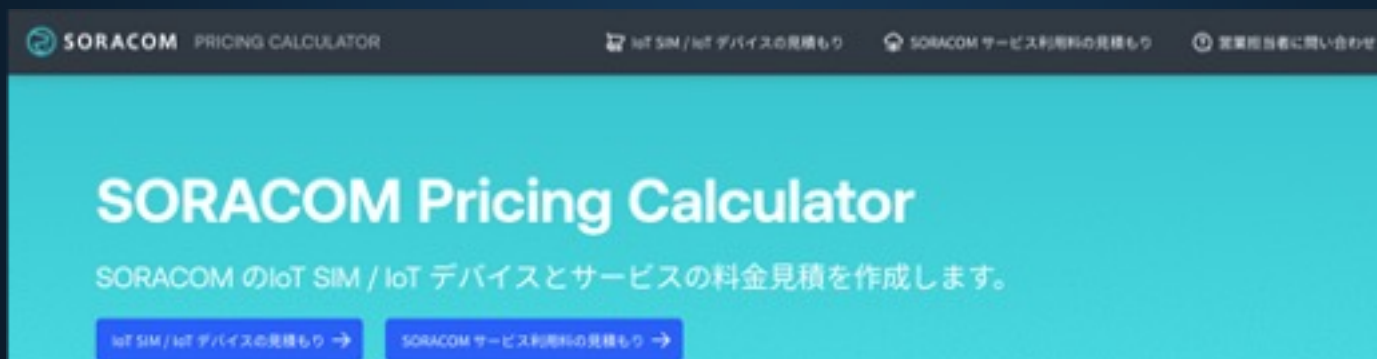 SORACOM PRICING CALCULATOR IoT SIM / IoT デバイスの見積もり SORACOM サービス利用料の見積もり 営業担当者に問い合わせ
SORACOM Pricing Calculator
SORACOM のIoT SIM / IoT デバイスとサービスの料金見積を作成します。
IoT SIM / IoT デバイスの見積もり → SORACOM サービス利用料の見積もり →